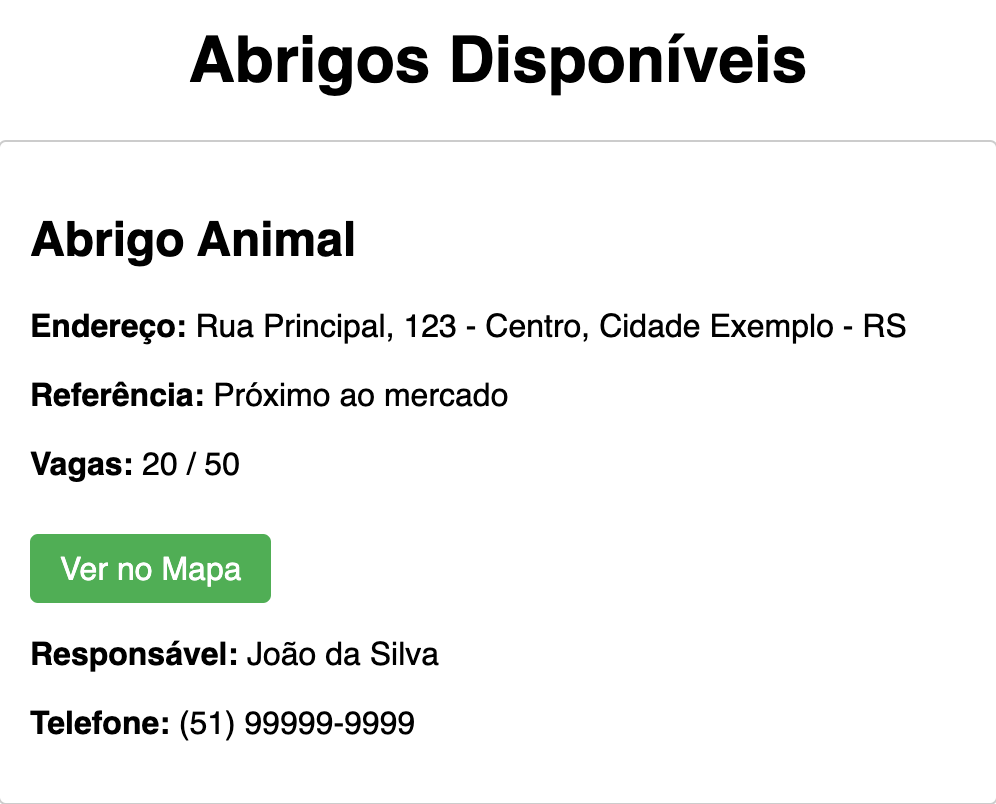 Abrigos Disponíveis
Abrigo Animal
Endereço: Rua Principal, 123 - Centro, Cidade Exemplo - RS
Referência: Próximo ao mercado
Vagas: 20 / 50
Ver no Mapa
Responsável: João da Silva
Telefone: (51) 99999-9999